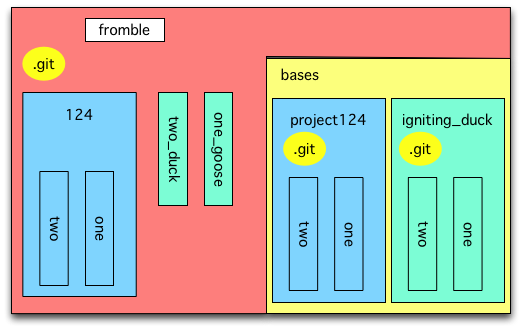 fromble
.git
124
two
one
two_duck
one_goose
bases
project124
.git
two
one
igniting_duck
.git
two
one